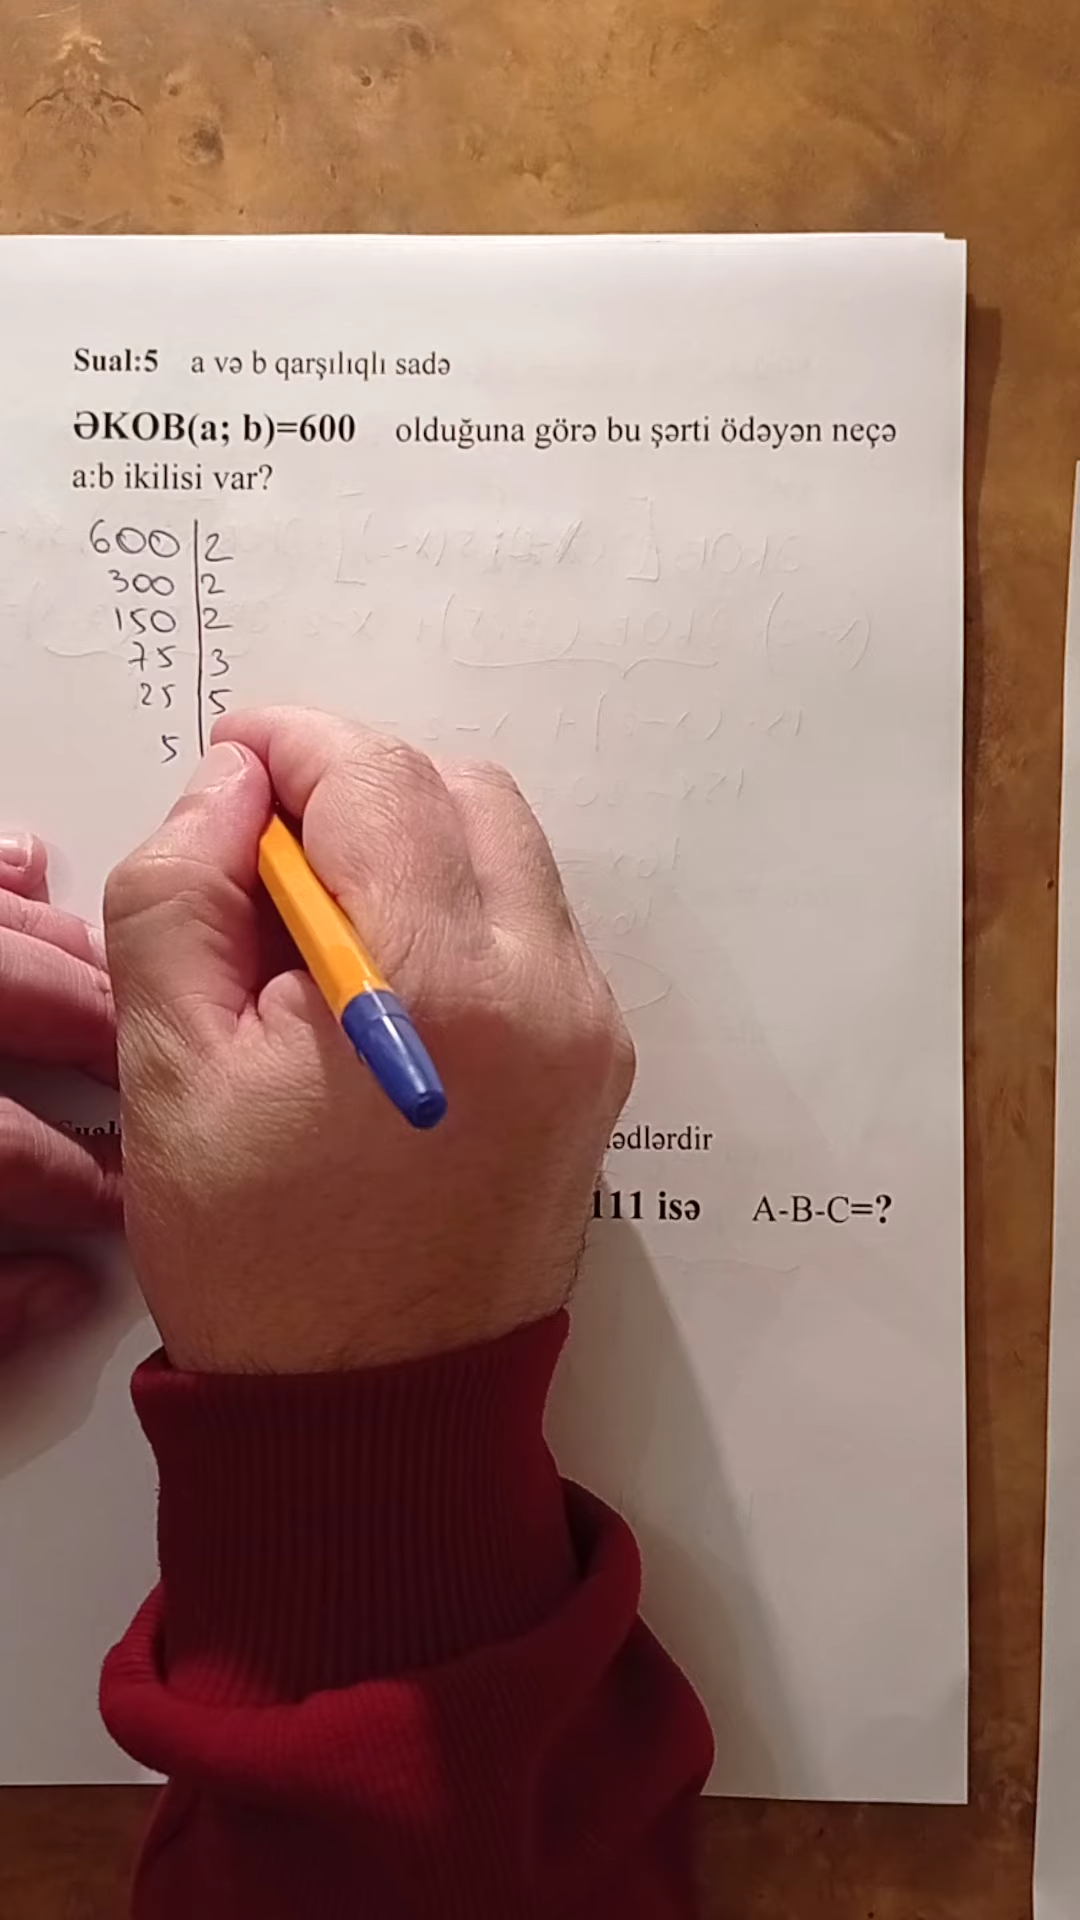 Sual:5 a və b qarşılıqlı sadə
ƏKOB(a; b)=600 olduğuna görə bu şərti ödəyən neçə
a:b ikilisi var?
600 | 2
300 | 2
150 | 2
75 | 3
25 | 5
5
ədlərdir
111 isə A-B-C=?